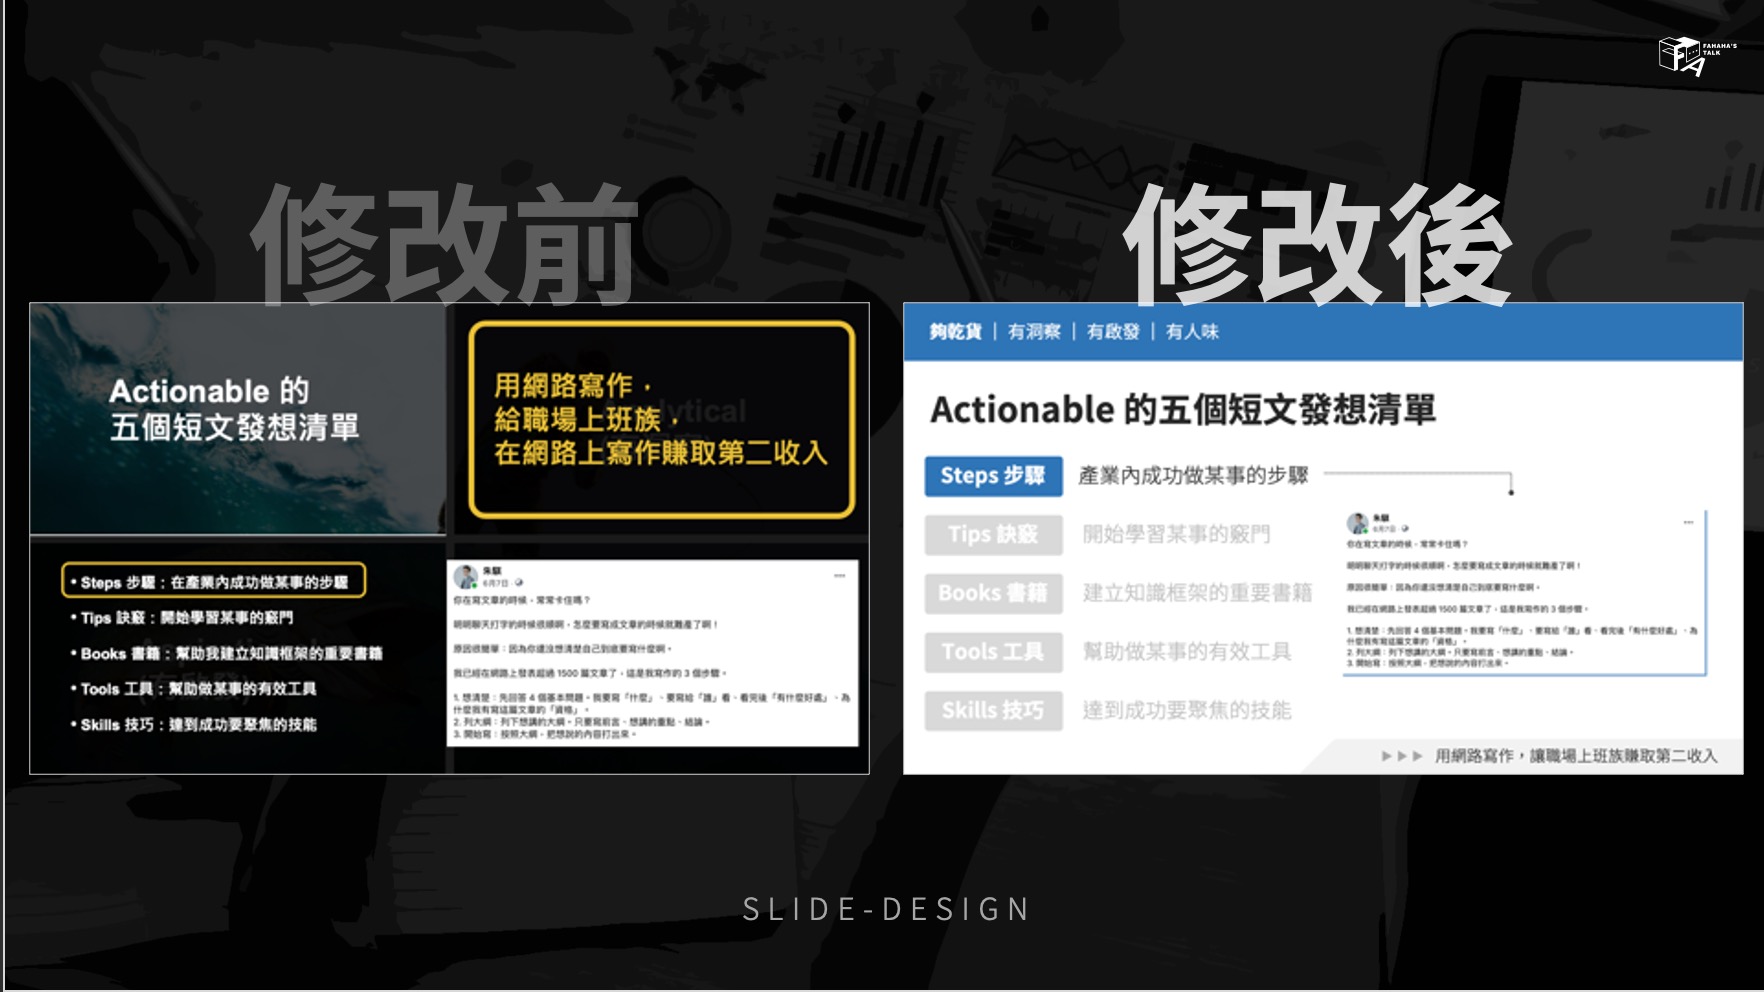 FAHAHA'S
TALK
FA
修改前
修改後
Actionable 的
五個短文發想清單
用網路寫作，
給職場上班族，
在網路上寫作賺取第二收入
• Steps 步驟：在產業內成功做某事的步驟
• Tips 訣竅：開始學習某事的竅門
• Books 書籍：幫助我建立知識框架的重要書籍
• Tools 工具：幫助做某事的有效工具
• Skills 技巧：達到成功要聚焦的技能
朱騏
6月7日
你在寫文章的時候，常常卡住嗎？
明明聊天打字的時候很順啊，怎麼要寫成文章的時候就難產了啊！
原因很簡單：因為你還沒想清楚自己到底要寫什麼啊。
我已經在網路上發表超過 1500 篇文章了，這是我寫作的 3 個步驟。
1. 想清楚：先回答 4 個基本問題。我要寫「什麼」、要寫給「誰」看、看完後「有什麼好處」、為
什麼我有寫這篇文章的「資格」。
2. 列大綱：列下想講的大綱。只要寫前言、想講的重點、結論。
3. 開始寫：按照大綱，把想說的內容打出來。
夠乾貨｜有洞察｜有啟發｜有人味
Actionable 的五個短文發想清單
Steps 步驟 產業內成功做某事的步驟
Tips 訣竅 開始學習某事的竅門
Books 書籍 建立知識框架的重要書籍
Tools 工具 幫助做某事的有效工具
Skills 技巧 達到成功要聚焦的技能
朱騏
6月7日
你在寫文章的時候，常常卡住嗎？
明明聊天打字的時候很順啊，怎麼要寫成文章的時候就難產了啊！
原因很簡單：因為你還沒想清楚自己到底要寫什麼啊。
我已經在網路上發表超過 1500 篇文章了，這是我寫作的 3 個步驟。
1. 想清楚：先回答 4 個基本問題。我要寫「什麼」、要寫給「誰」看、看完後「有什麼好處」、為
什麼我有寫這篇文章的「資格」。
2. 列大綱：列下想講的大綱。只要寫前言、想講的重點、結論。
3. 開始寫：按照大綱，把想說的內容打出來。
▶▶▶ 用網路寫作，讓職場上班族賺取第二收入
SLIDE-DESIGN